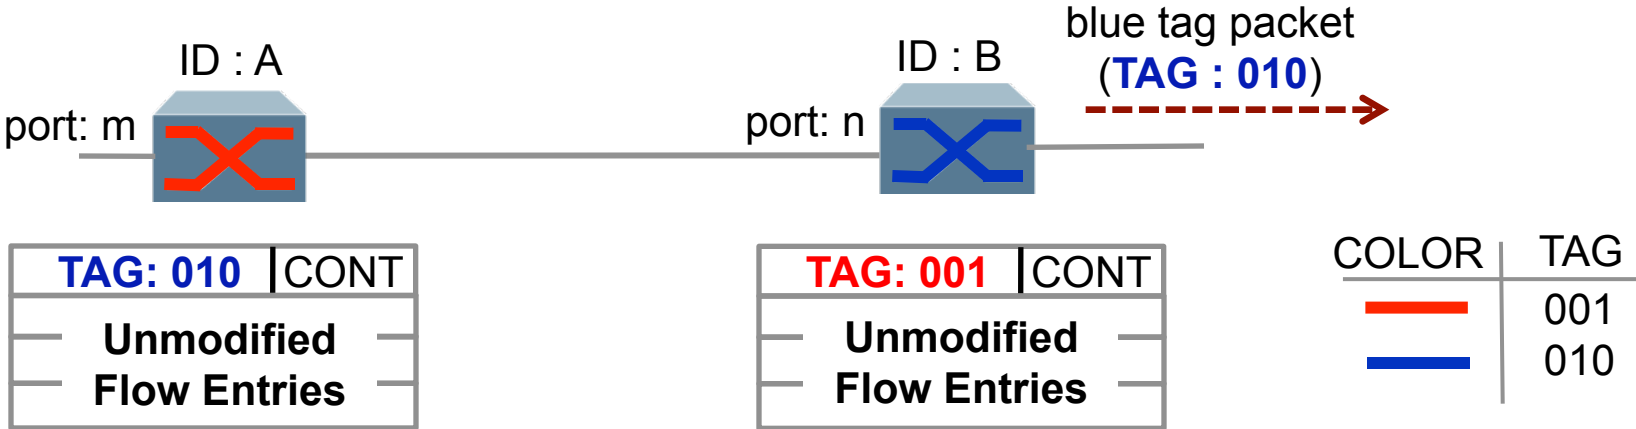 blue tag packet
(TAG : 010)
ID : A
ID : B
port: m
port: n
TAG: 010 CONT
Unmodified
Flow Entries
TAG: 001 CONT
Unmodified
Flow Entries
COLOR TAG
001
010